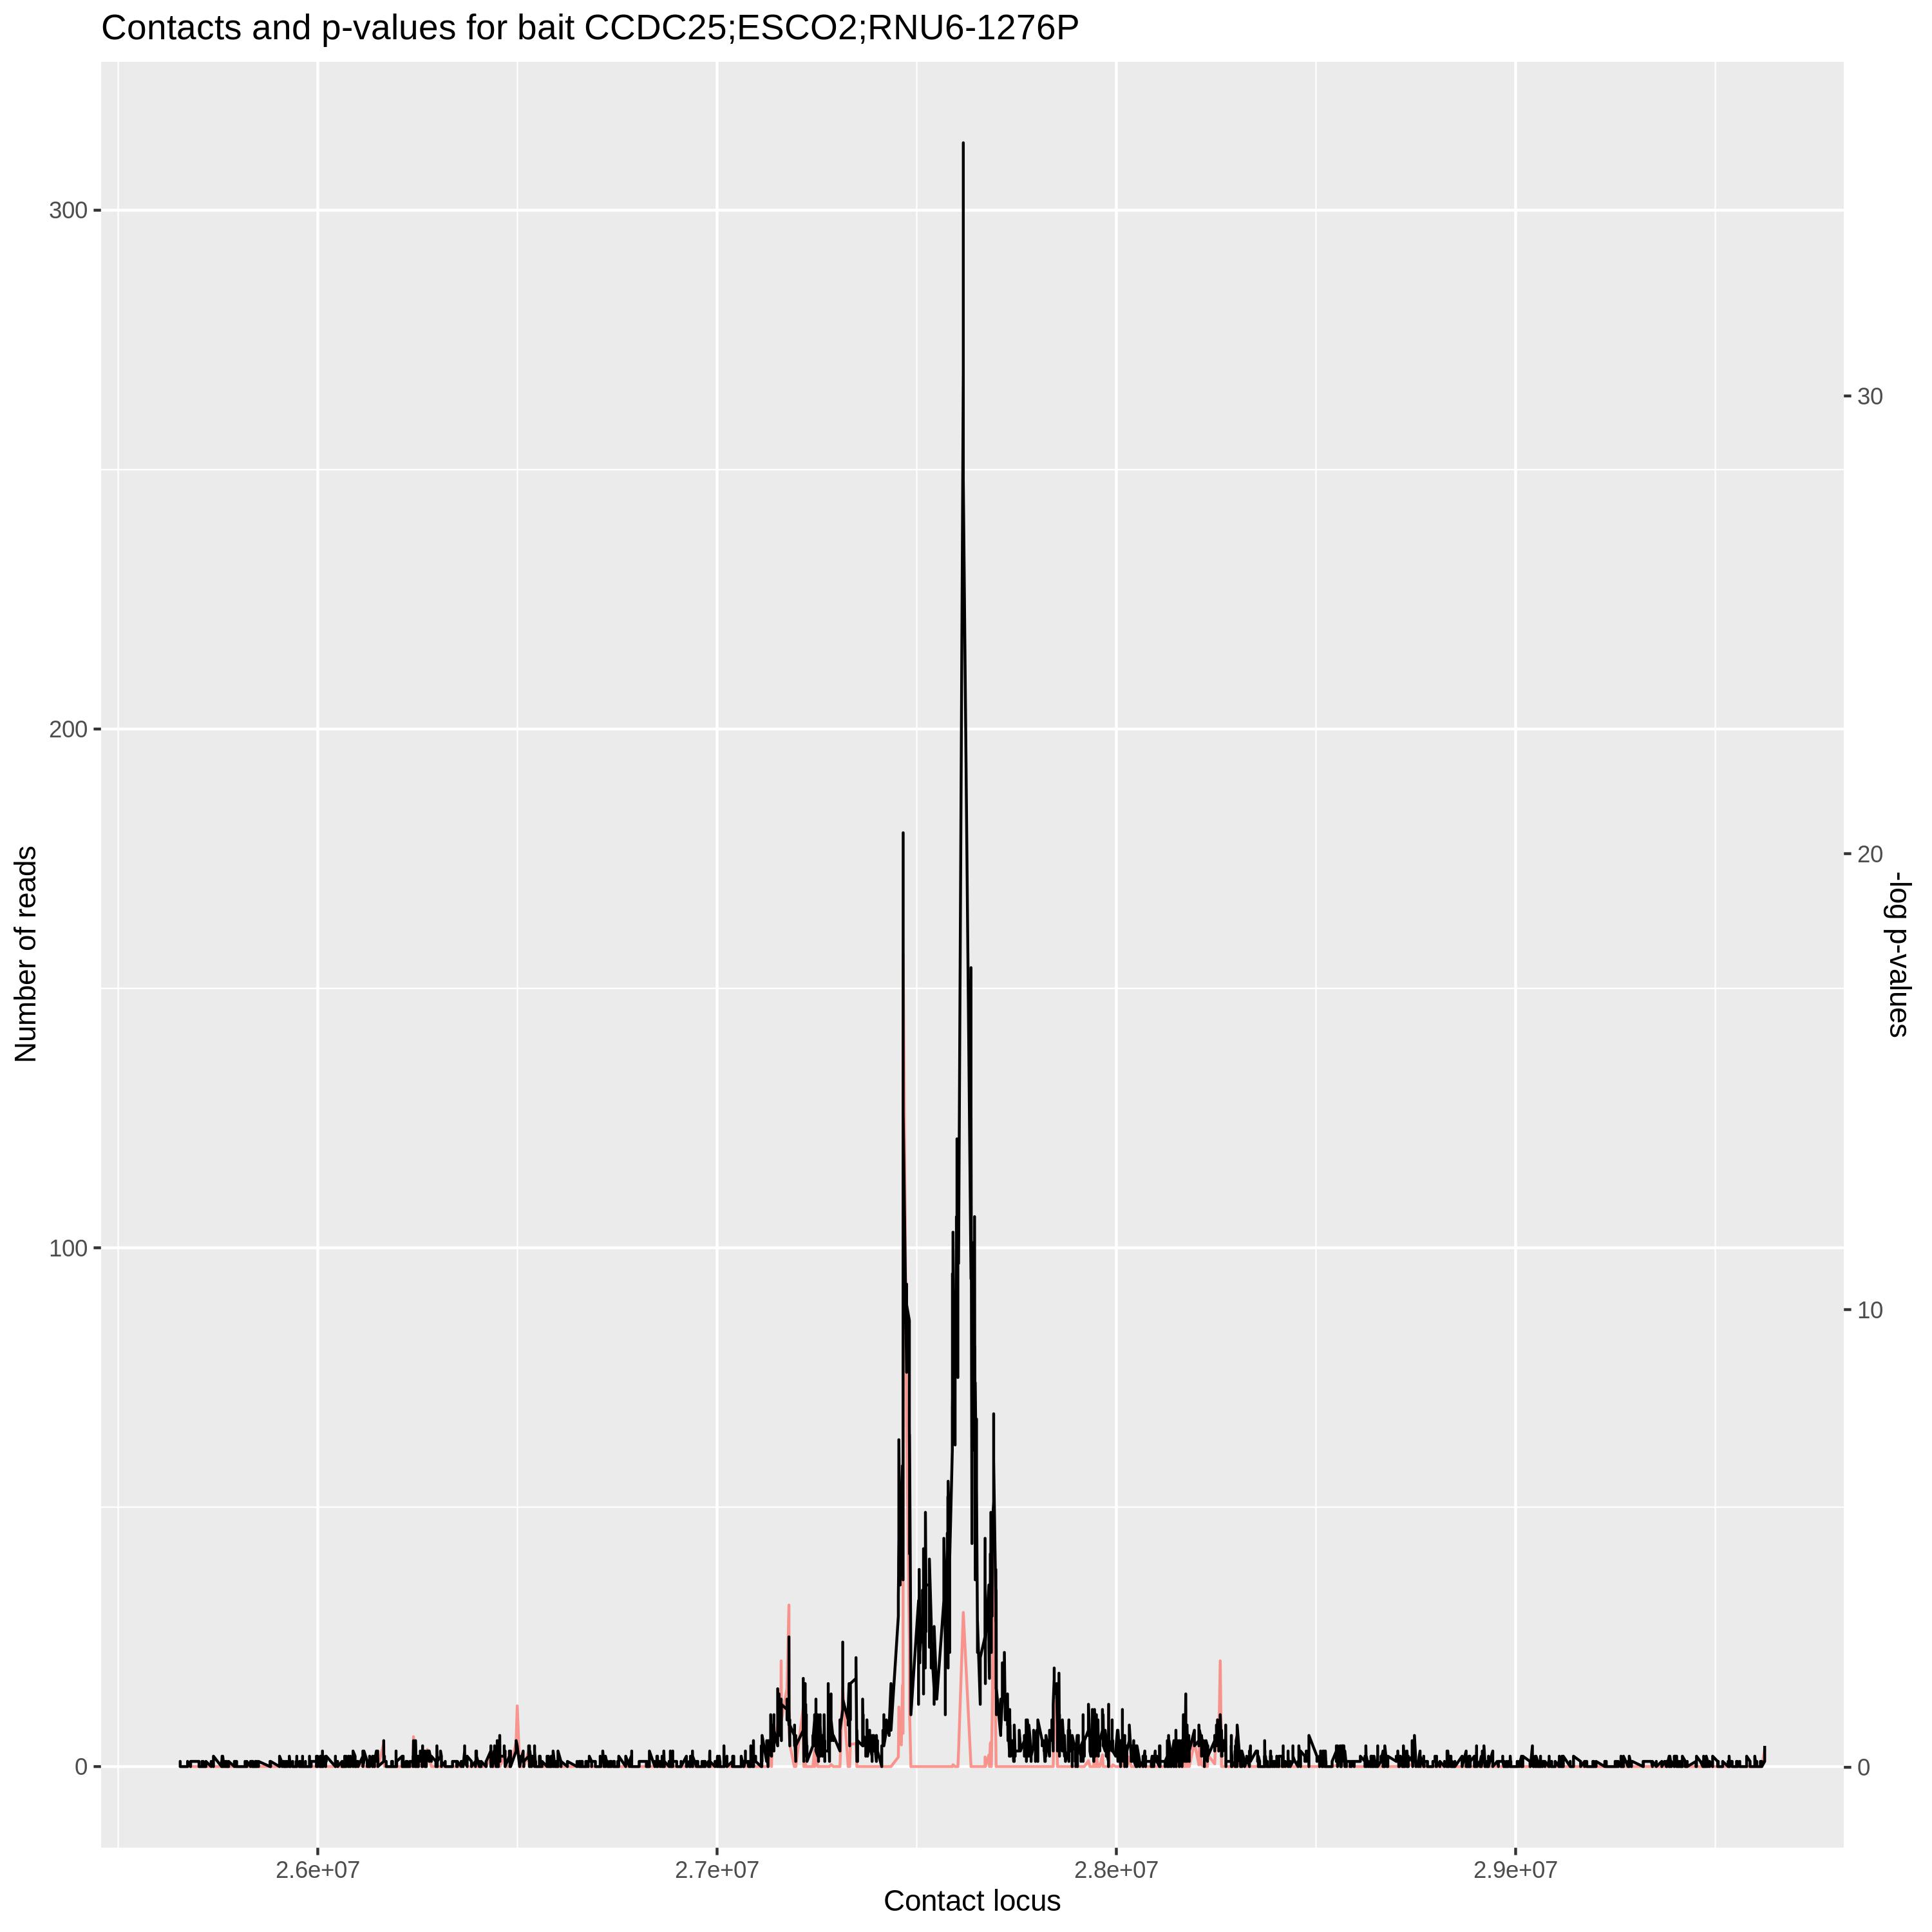 Contacts and p-values for bait CCDC25;ESCO2;RNU6-1276P
300
200
100
0
Number of reads
30
20
10
0
-log p-values
2.6e+07 2.7e+07 2.8e+07 2.9e+07
Contact locus